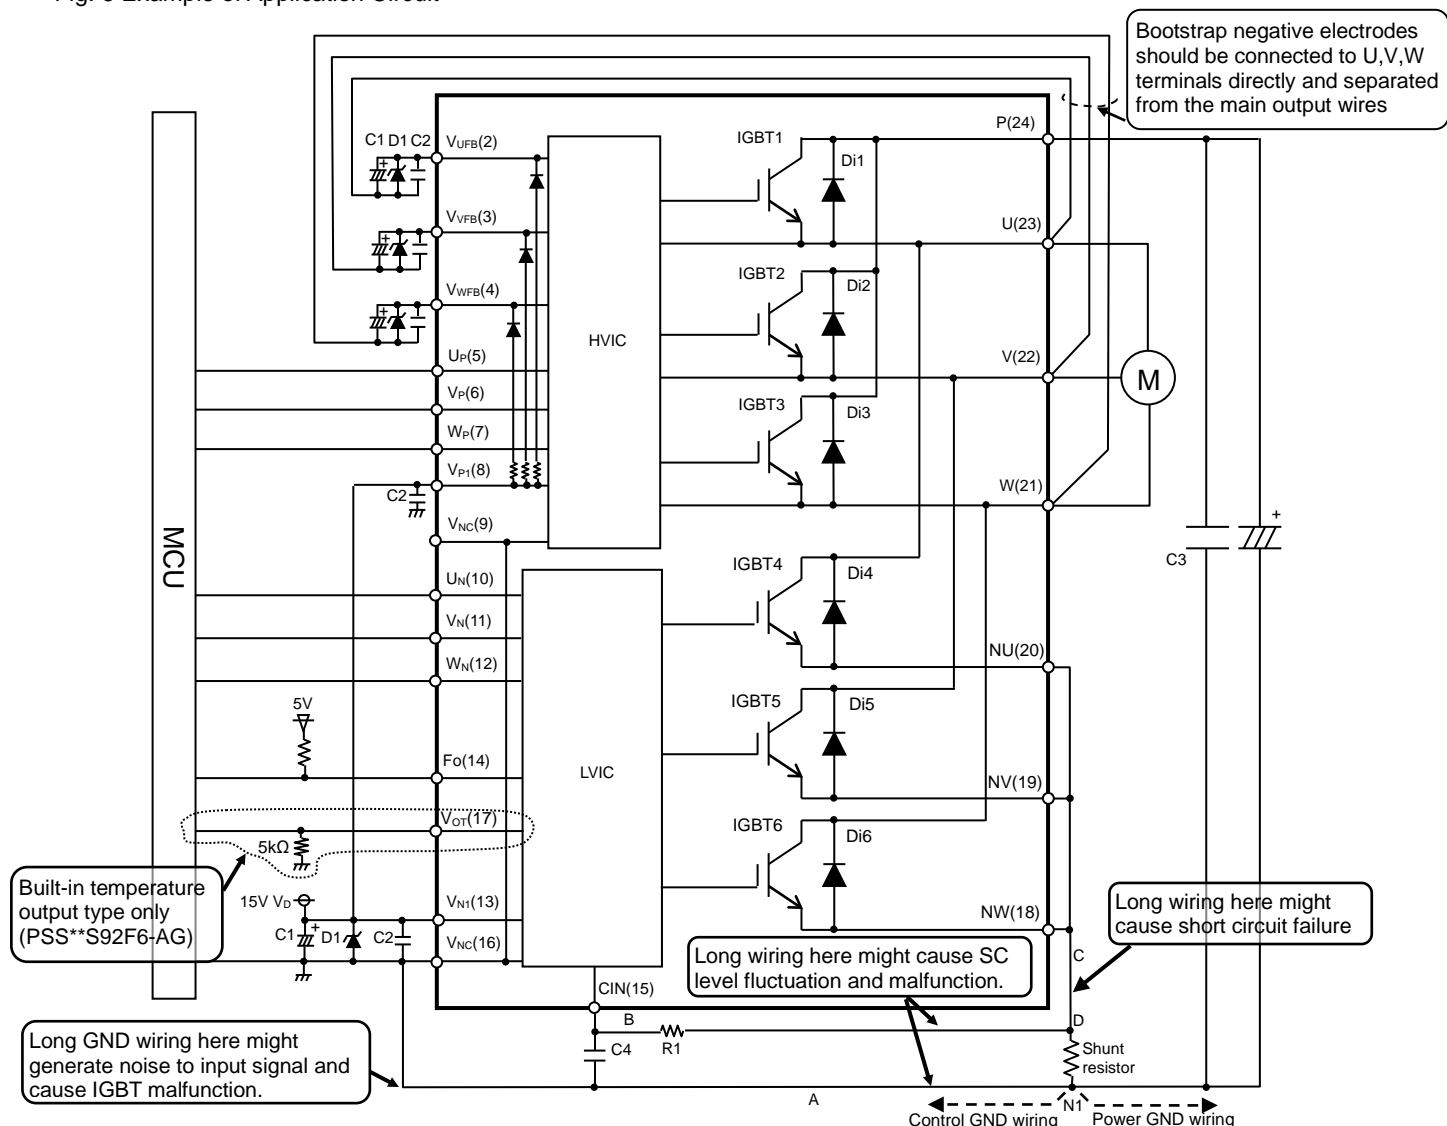 Bootstrap negative electrodes
should be connected to U,V,W
terminals directly and separated
from the main output wires
C1 D1 C2
VUFB(2)
IGBT1
Di1
P(24)
VVFB(3)
U(23)
IGBT2
Di2
VWFB(4)
HVIC
UP(5)
V(22)
M
VP(6)
IGBT3
Di3
WP(7)
VP1(8)
C2
W(21)
VNC(9)
+
C3
MCU
IGBT4
Di4
UN(10)
VN(11)
NU(20)
WN(12)
5V
IGBT5
Di5
Fo(14)
LVIC
NV(19)
VOT(17)
IGBT6
Di6
5kΩ
Built-in temperature
output type only
(PSS**S92F6-AG)
15V VD
VN1(13)
C1 + D1 C2
VNC(16)
NW(18)
Long wiring here might
cause short circuit failure
Long wiring here might cause SC
level fluctuation and malfunction.
C
CIN(15)
B
D
R1
C4
Shunt
resistor
Long GND wiring here might
generate noise to input signal and
cause IGBT malfunction.
A
N1
Control GND wiring
Power GND wiring